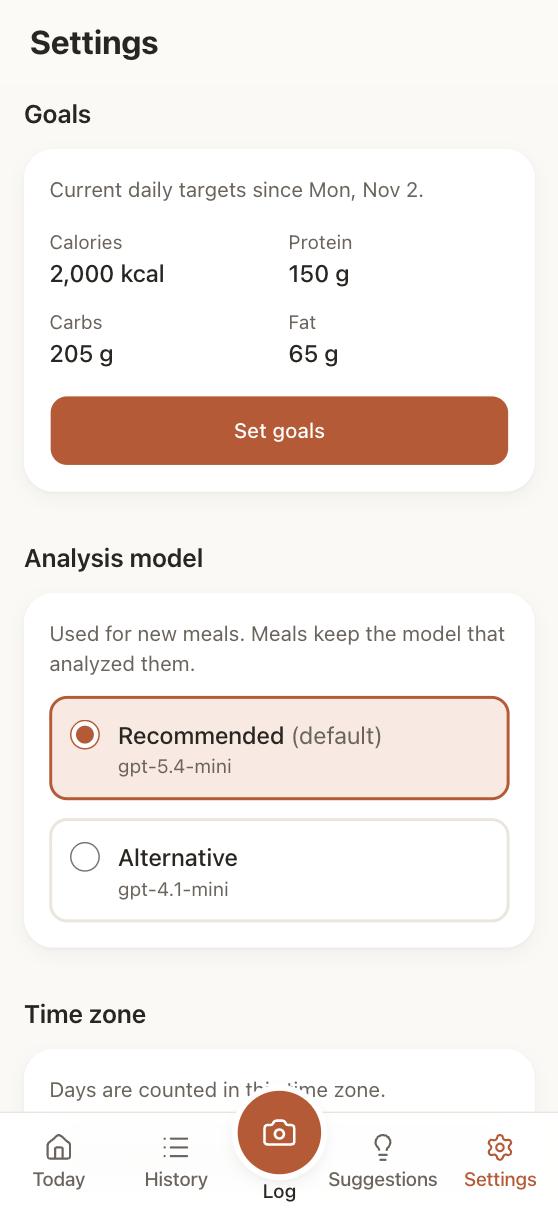 Settings
Goals
Current daily targets since Mon, Nov 2.
Calories
2,000 kcal
Protein
150 g
Carbs
205 g
Fat
65 g
Set goals
Analysis model
Used for new meals. Meals keep the model that
analyzed them.
Recommended (default)
gpt-5.4-mini
Alternative
gpt-4.1-mini
Time zone
Days are counted in this time zone.
Today
History
Log
Suggestions
Settings